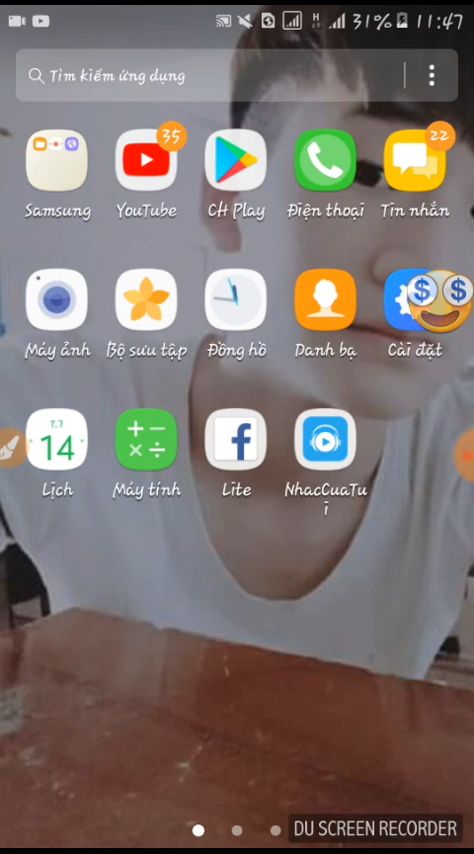 H 31% 11:47
Tìm kiếm ứng dụng
35 22
Samsung YouTube CH Play Điện thoại Tin nhắn
$ $
Máy ảnh Bộ sưu tập Đồng hồ Danh bạ Cài đặt
T.7
14
Lịch Máy tính Lite NhacCuaTu
i
DU SCREEN RECORDER